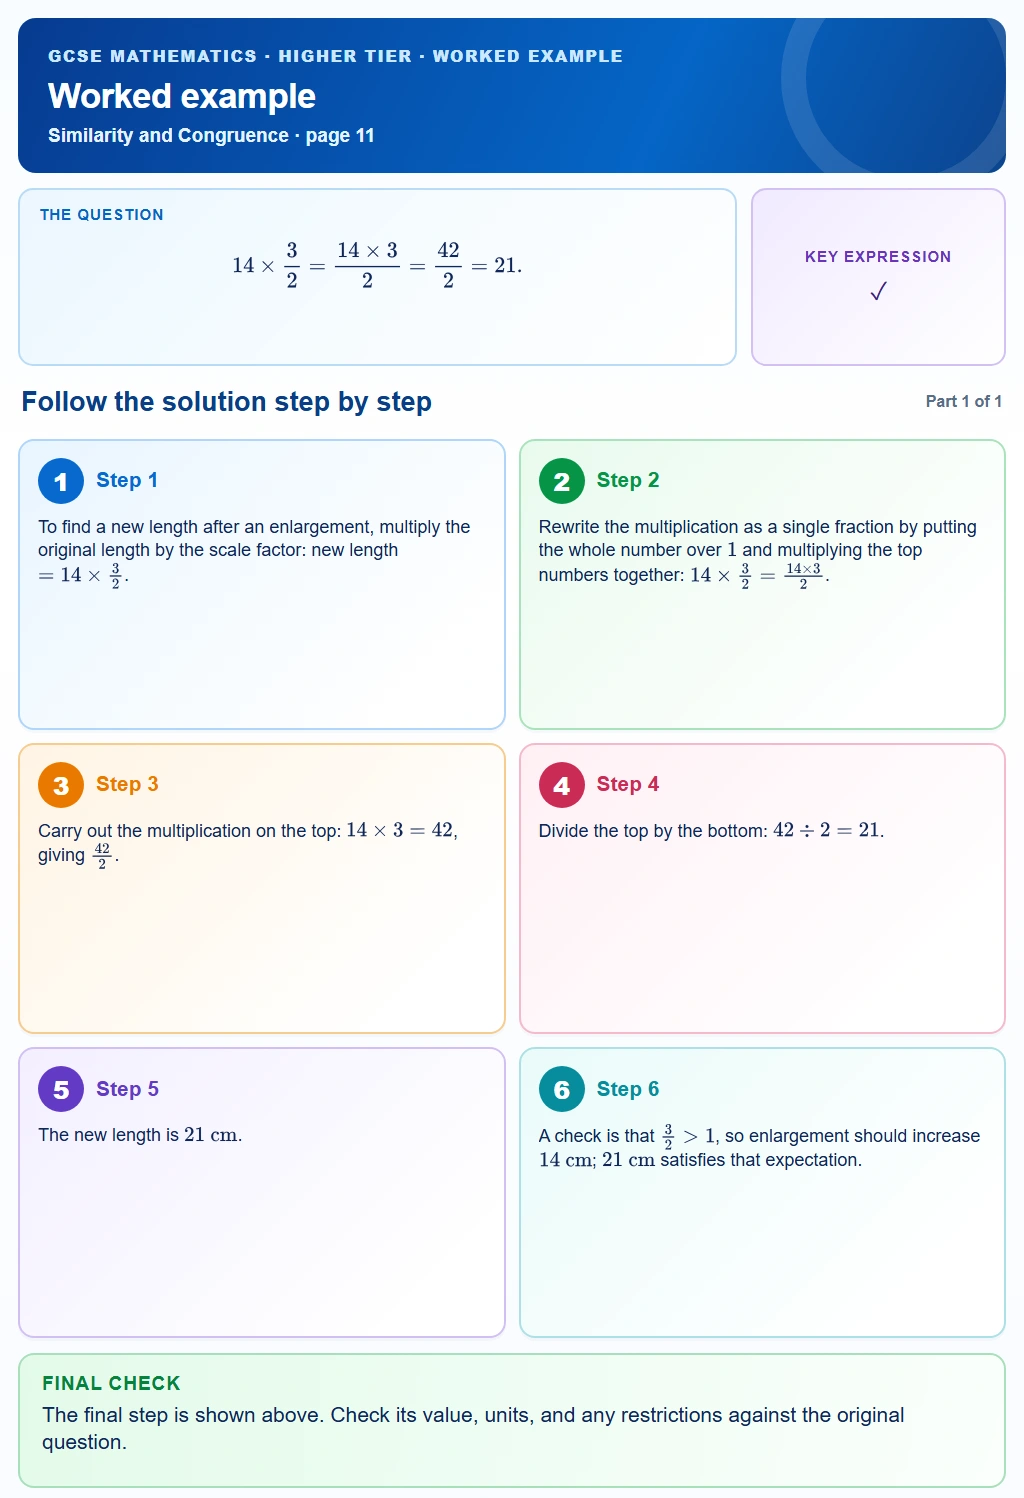 GCSE MATHEMATICS · HIGHER TIER · WORKED EXAMPLE
Worked example
Similarity and Congruence · page 11
THE QUESTION
14 × 3/2 = (14 × 3)/2 = 42/2 = 21.
KEY EXPRESSION
✓
Follow the solution step by step
Part 1 of 1
1 Step 1
To find a new length after an enlargement, multiply the
original length by the scale factor: new length
= 14 × 3/2.
2 Step 2
Rewrite the multiplication as a single fraction by putting
the whole number over 1 and multiplying the top
numbers together: 14 × 3/2 = 14×3/2.
3 Step 3
Carry out the multiplication on the top: 14 × 3 = 42,
giving 42/2.
4 Step 4
Divide the top by the bottom: 42 ÷ 2 = 21.
5 Step 5
The new length is 21 cm.
6 Step 6
A check is that 3/2 > 1, so enlargement should increase
14 cm; 21 cm satisfies that expectation.
FINAL CHECK
The final step is shown above. Check its value, units, and any restrictions against the original
question.